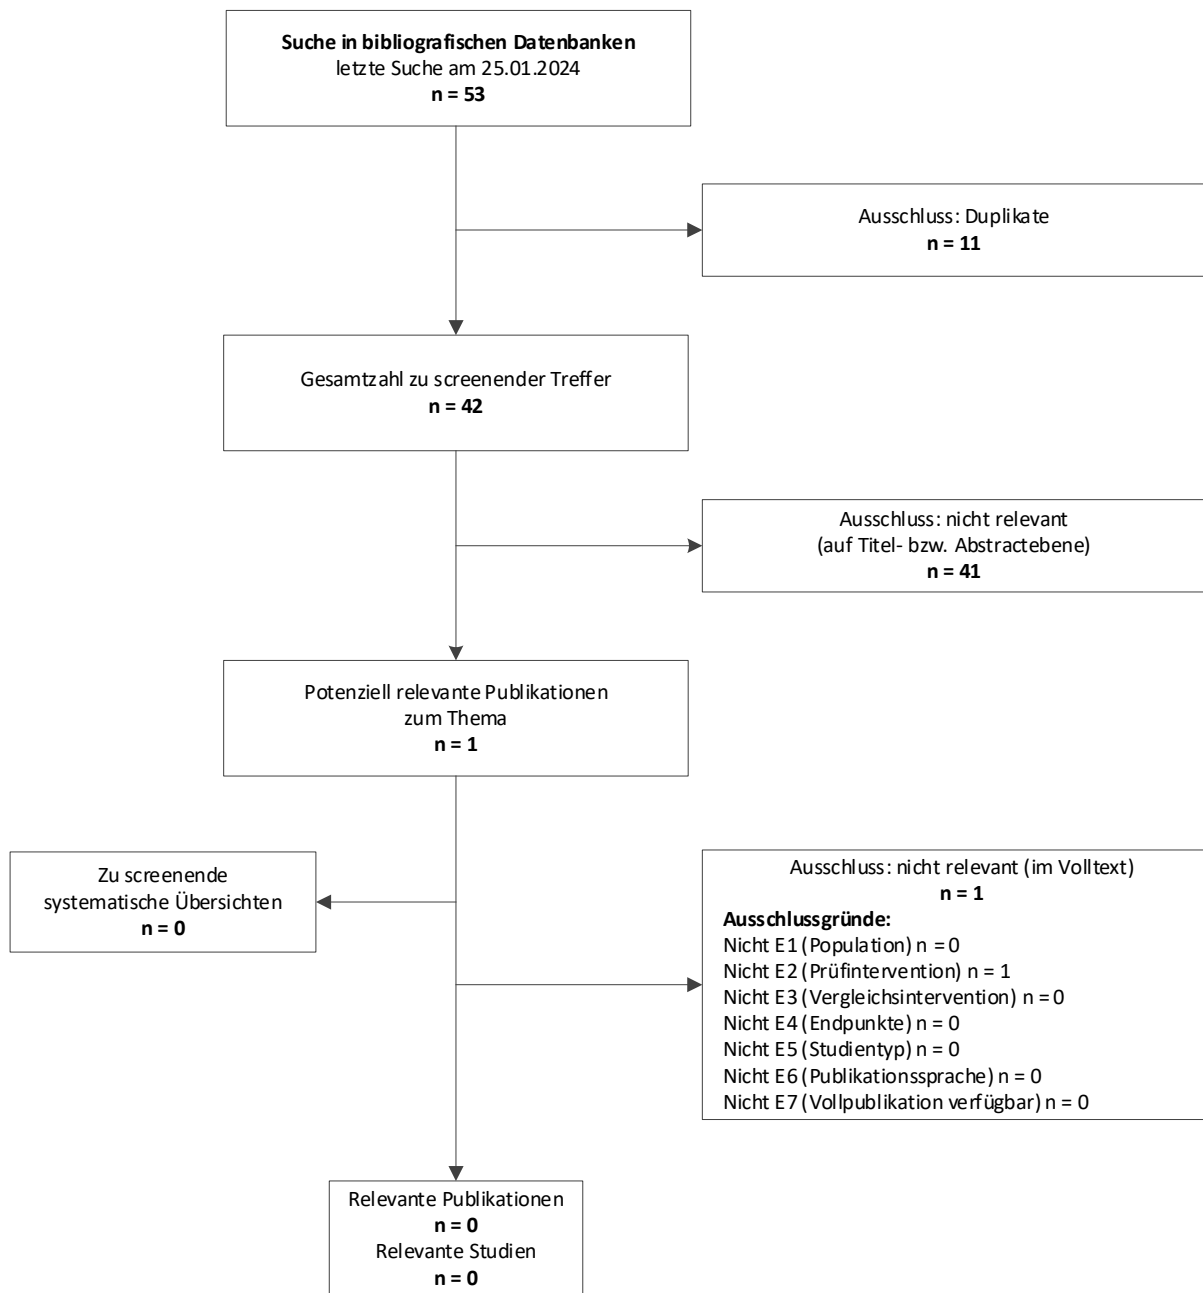 Suche in bibliografischen Datenbanken
letzte Suche am 25.01.2024
n = 53
Ausschluss: Duplikate
n = 11
Gesamtzahl zu screenender Treffer
n = 42
Ausschluss: nicht relevant
(auf Titel- bzw. Abstractebene)
n = 41
Potenziell relevante Publikationen
zum Thema
n = 1
Zu screenende
systematische Übersichten
n = 0
Ausschluss: nicht relevant (im Volltext)
n = 1
Ausschlussgründe:
Nicht E1 (Population) n = 0
Nicht E2 (Prüfintervention) n = 1
Nicht E3 (Vergleichsintervention) n = 0
Nicht E4 (Endpunkte) n = 0
Nicht E5 (Studientyp) n = 0
Nicht E6 (Publikationssprache) n = 0
Nicht E7 (Vollpublikation verfügbar) n = 0
Relevante Publikationen
n = 0
Relevante Studien
n = 0